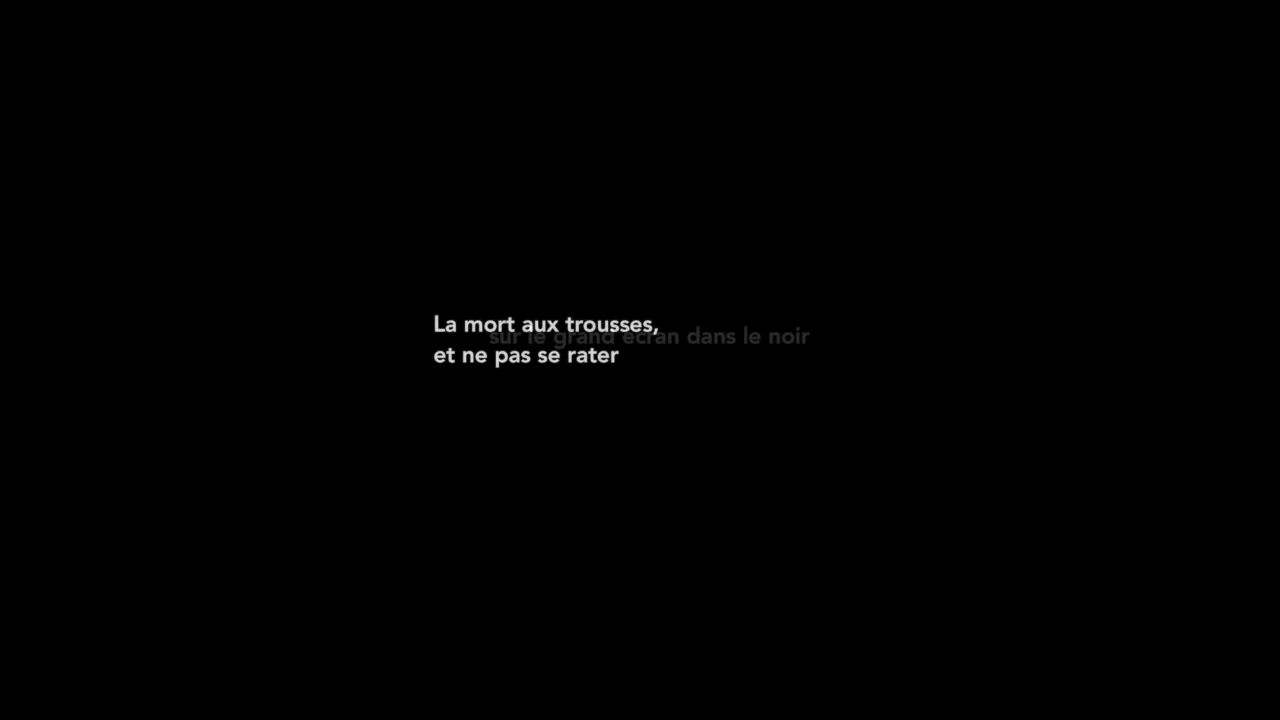 La mort aux trousses,
sur le grand écran dans le noir
et ne pas se rater